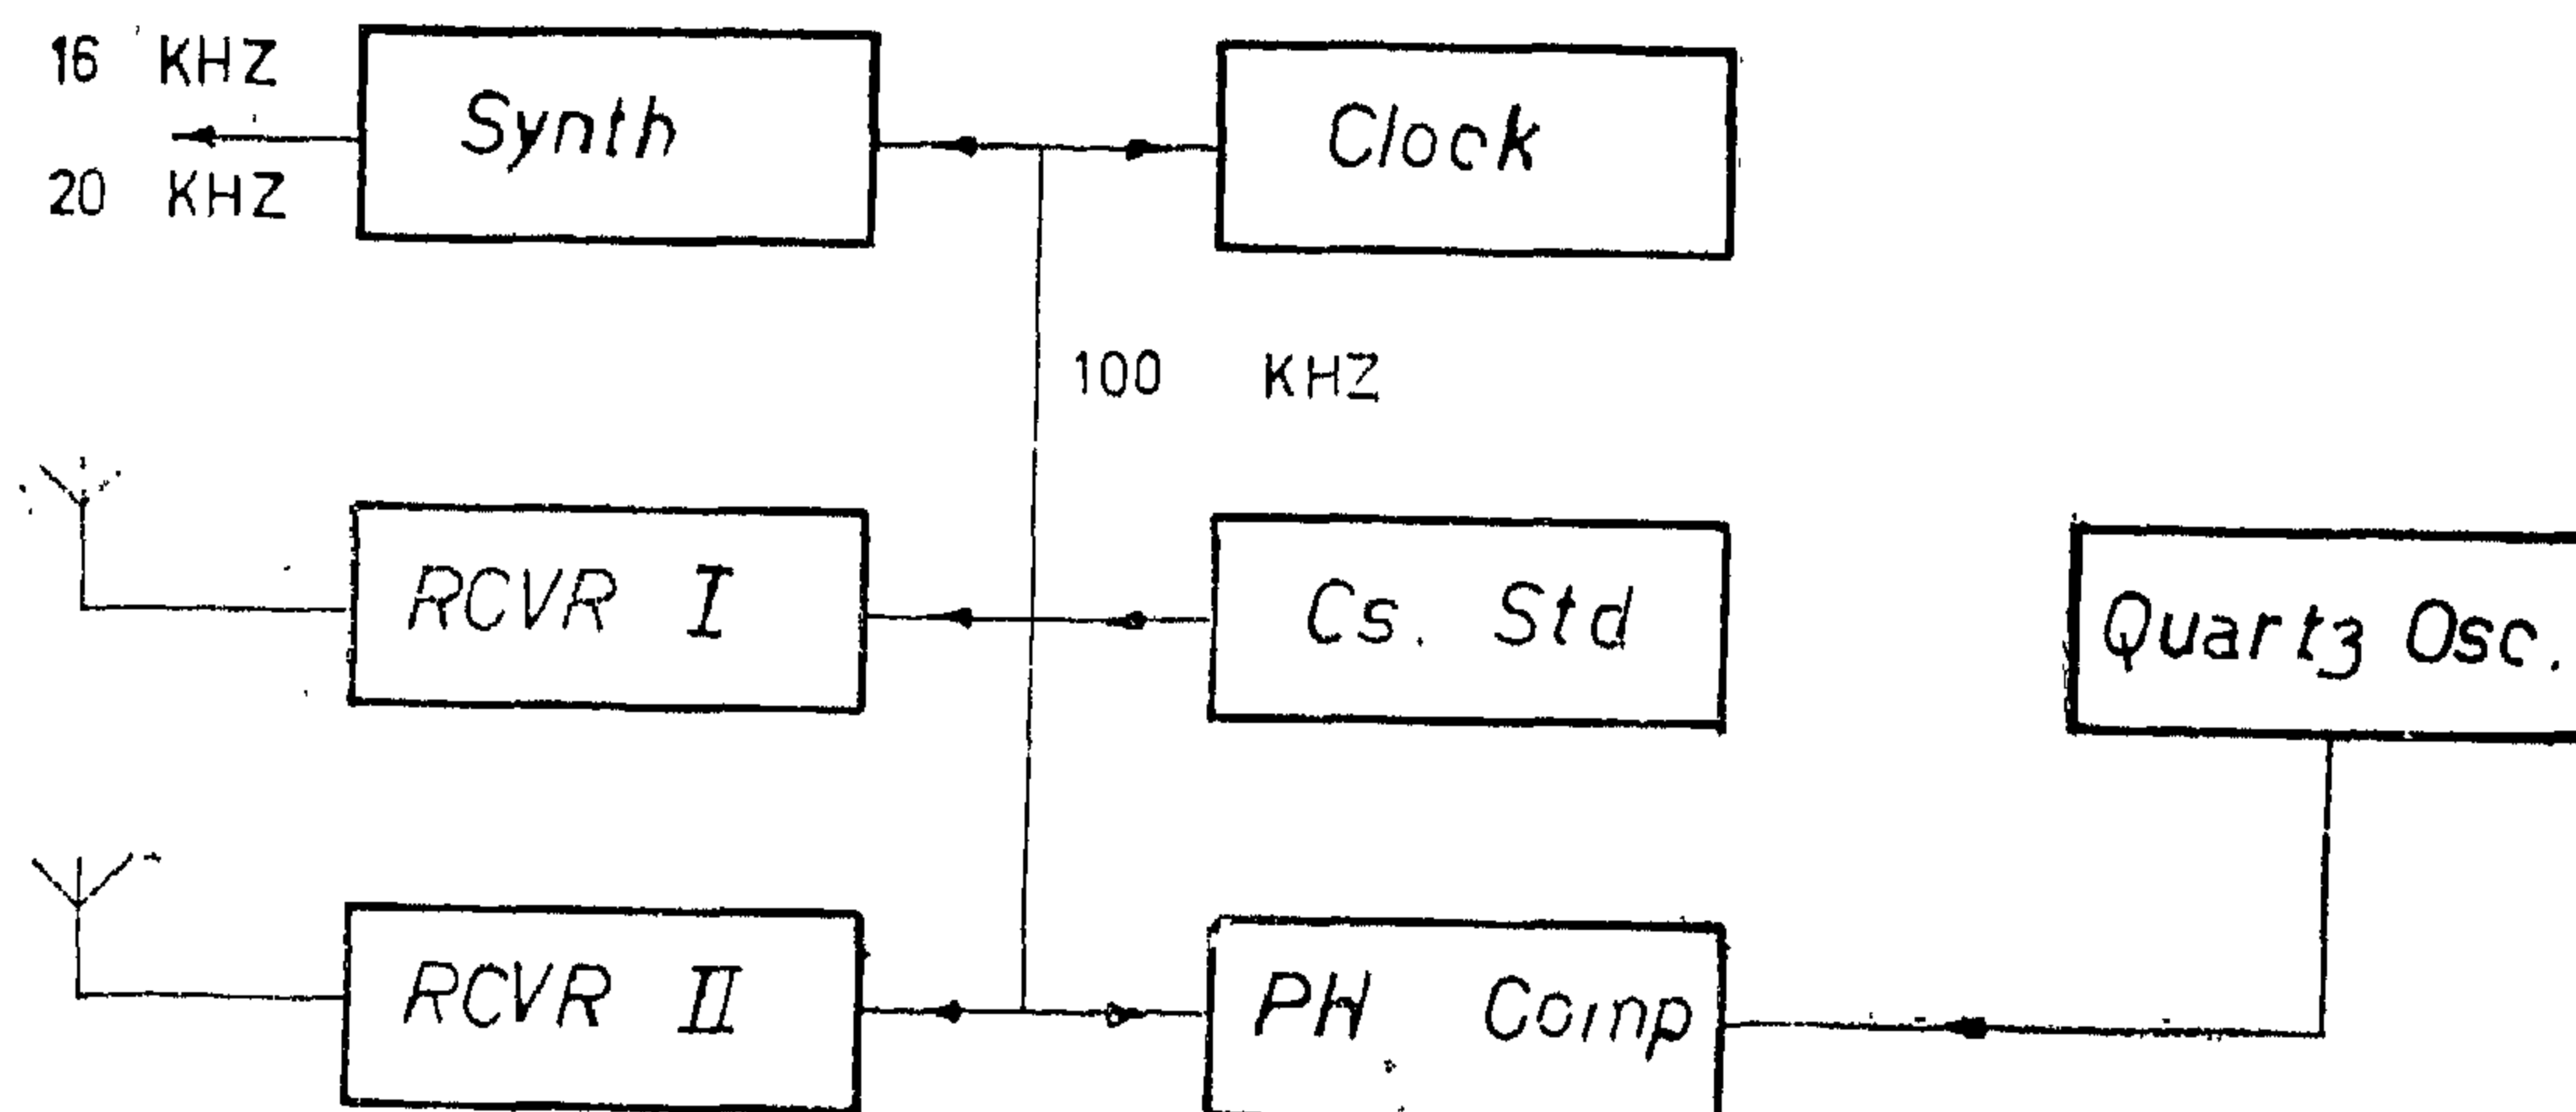 16 KHZ
Synth
Clock
20 KHZ
100 KHZ
RCVR I
Cs. Std
Quartz Osc.
RCVR II
PH Comp